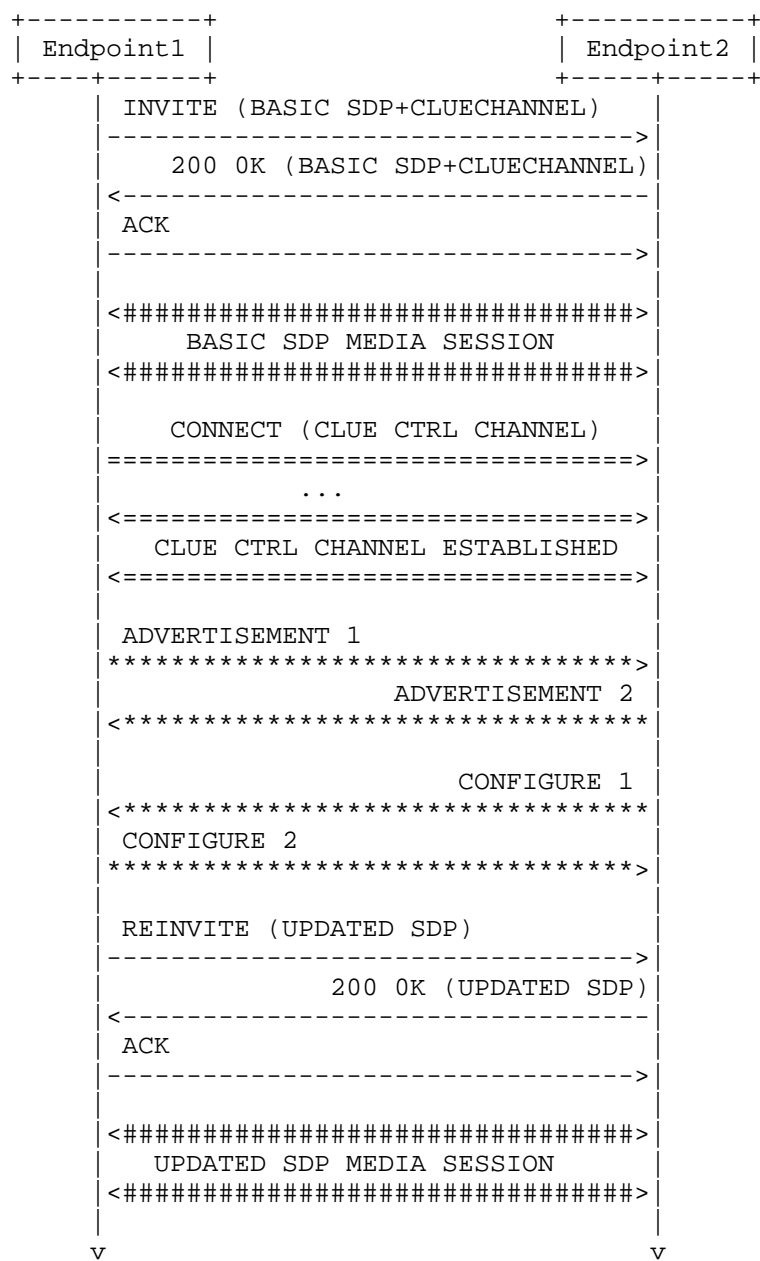 Endpoint1 Endpoint2
INVITE (BASIC SDP+CLUECHANNEL)
200 0K (BASIC SDP+CLUECHANNEL)
ACK
BASIC SDP MEDIA SESSION
CONNECT (CLUE CTRL CHANNEL)
...
CLUE CTRL CHANNEL ESTABLISHED
ADVERTISEMENT 1
ADVERTISEMENT 2
CONFIGURE 1
CONFIGURE 2
REINVITE (UPDATED SDP)
200 0K (UPDATED SDP)
ACK
UPDATED SDP MEDIA SESSION
v v